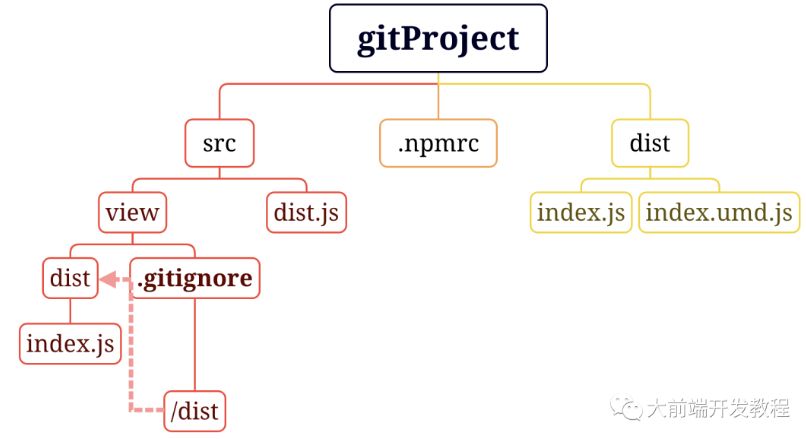 gitProject
src
.npmrc
dist
view
dist.js
index.js
index.umd.js
dist
.gitignore
index.js
/dist
大前端开发教程